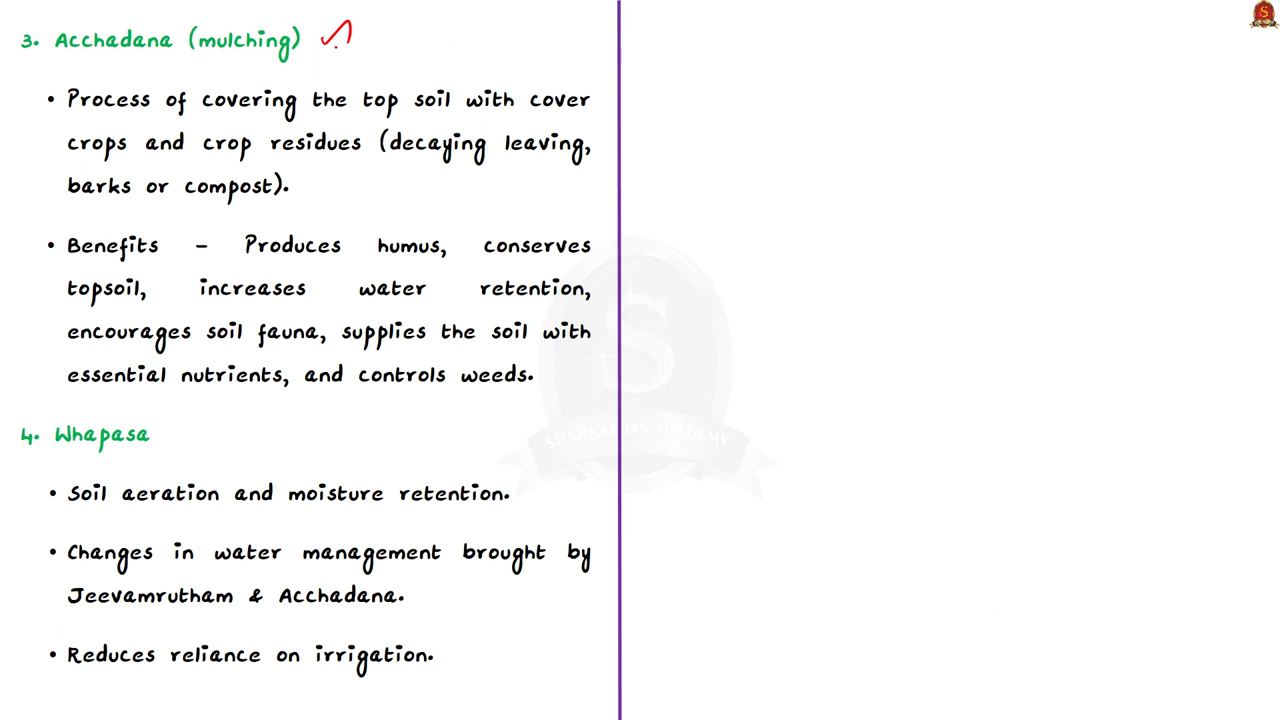 3. Acchadana (mulching)
• Process of covering the top soil with cover
crops and crop residues (decaying leaving,
barks or compost).
• Benefits – Produces humus, conserves
topsoil, increases water retention,
encourages soil fauna, supplies the soil with
essential nutrients, and controls weeds.
4. Whapasa
• Soil aeration and moisture retention.
• Changes in water management brought by
Jeevamrutham & Acchadana.
• Reduces reliance on irrigation.
S
SHANKAR IAS ACADEMY